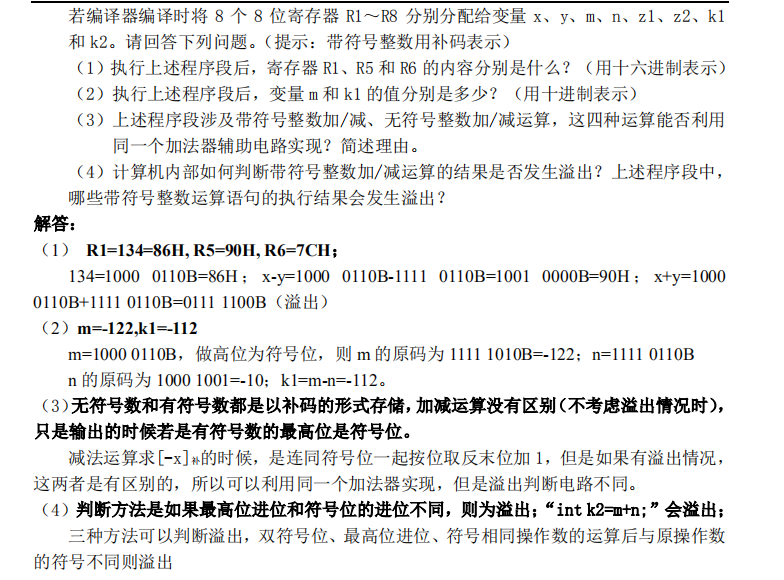 若编译器编译时将 8 个 8 位寄存器 R1～R8 分别分配给变量 x、y、m、n、z1、z2、k1
和 k2。请回答下列问题。（提示：带符号整数用补码表示）
（1）执行上述程序段后，寄存器 R1、R5 和 R6 的内容分别是什么？（用十六进制表示）
（2）执行上述程序段后，变量 m 和 k1 的值分别是多少？（用十进制表示）
（3）上述程序段涉及带符号整数加/减、无符号整数加/减运算，这四种运算能否利用
同一个加法器辅助电路实现？简述理由。
（4）计算机内部如何判断带符号整数加/减运算的结果是否发生溢出？上述程序段中，
哪些带符号整数运算语句的执行结果会发生溢出？
解答：
（1） R1=134=86H, R5=90H, R6=7CH；
134=1000 0110B=86H；x-y=1000 0110B-1111 0110B=1001 0000B=90H；x+y=1000
0110B+1111 0110B=0111 1100B（溢出）
（2）m=-122,k1=-112
m=1000 0110B，做高位为符号位，则 m 的原码为 1111 1010B=-122；n=1111 0110B
n 的原码为 1000 1001=-10；k1=m-n=-112。
（3）无符号数和有符号数都是以补码的形式存储，加减运算没有区别（不考虑溢出情况时），
只是输出的时候若是有符号数的最高位是符号位。
减法运算求[-x]补的时候，是连同符号位一起按位取反末位加 1，但是如果有溢出情况，
这两者是有区别的，所以可以利用同一个加法器实现，但是溢出判断电路不同。
（4）判断方法是如果最高位进位和符号位的进位不同，则为溢出；“int k2=m+n;”会溢出；
三种方法可以判断溢出，双符号位、最高位进位、符号相同操作数的运算后与原操作数
的符号不同则溢出